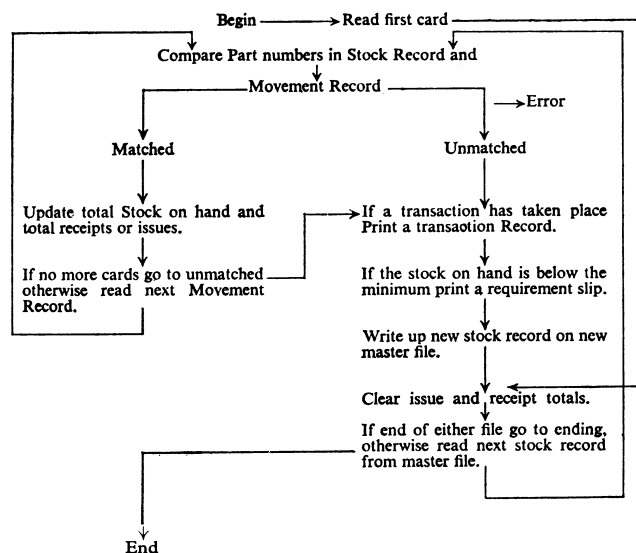 Begin Read first card
Compare Part numbers in Stock Record and
Movement Record
Error
Matched
Unmatched
Update total Stock on hand and
total receipts or issues.
If a transaction has taken place
Print a transaotion Record.
If no more cards go to unmatched
otherwise read next Movement
Record.
If the stock on hand is below the
minimum print a requirement slip.
Write up new stock record on new
master file.
Clear issue and receipt totals.
If end of either file go to ending,
otherwise read next stock record
from master file.
End